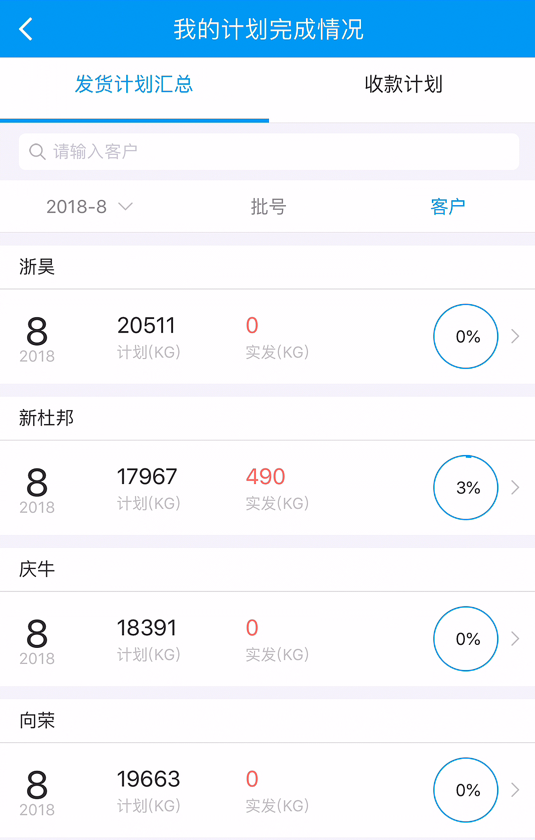 我的计划完成情况
发货计划汇总 收款计划
请输入客户
2018-8 批号 客户
浙昊
8 20511 0 0%
2018 计划(KG) 实发(KG)
新杜邦
8 17967 490 3%
2018 计划(KG) 实发(KG)
庆牛
8 18391 0 0%
2018 计划(KG) 实发(KG)
向荣
8 19663 0 0%
2018 计划(KG) 实发(KG)